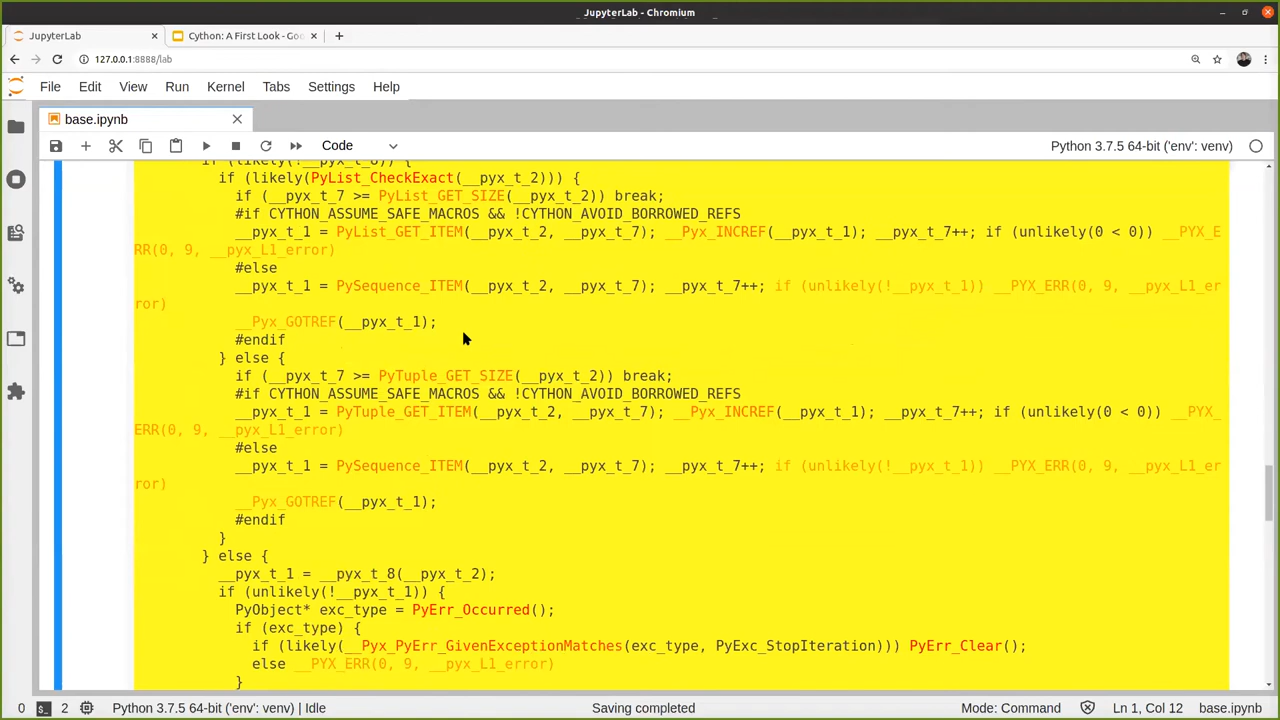 JupyterLab - Chromium
JupyterLab
Cython: A First Look - Goo
127.0.0.1:8888/lab
File Edit View Run Kernel Tabs Settings Help
base.ipynb
Code
Python 3.7.5 64-bit ('env': venv)
if (likely(!__pyx_t_8)) {
if (likely(PyList_CheckExact(__pyx_t_2))) {
if (__pyx_t_7 >= PyList_GET_SIZE(__pyx_t_2)) break;
#if CYTHON_ASSUME_SAFE_MACROS && !CYTHON_AVOID_BORROWED_REFS
__pyx_t_1 = PyList_GET_ITEM(__pyx_t_2, __pyx_t_7); __Pyx_INCREF(__pyx_t_1); __pyx_t_7++; if (unlikely(0 < 0)) __PYX_E
RR(0, 9, __pyx_L1_error)
#else
__pyx_t_1 = PySequence_ITEM(__pyx_t_2, __pyx_t_7); __pyx_t_7++; if (unlikely(!__pyx_t_1)) __PYX_ERR(0, 9, __pyx_L1_er
ror)
__Pyx_GOTREF(__pyx_t_1);
#endif
} else {
if (__pyx_t_7 >= PyTuple_GET_SIZE(__pyx_t_2)) break;
#if CYTHON_ASSUME_SAFE_MACROS && !CYTHON_AVOID_BORROWED_REFS
__pyx_t_1 = PyTuple_GET_ITEM(__pyx_t_2, __pyx_t_7); __Pyx_INCREF(__pyx_t_1); __pyx_t_7++; if (unlikely(0 < 0)) __PYX_
ERR(0, 9, __pyx_L1_error)
#else
__pyx_t_1 = PySequence_ITEM(__pyx_t_2, __pyx_t_7); __pyx_t_7++; if (unlikely(!__pyx_t_1)) __PYX_ERR(0, 9, __pyx_L1_er
ror)
__Pyx_GOTREF(__pyx_t_1);
#endif
}
} else {
__pyx_t_1 = __pyx_t_8(__pyx_t_2);
if (unlikely(!__pyx_t_1)) {
PyObject* exc_type = PyErr_Occurred();
if (exc_type) {
if (likely(__Pyx_PyErr_GivenExceptionMatches(exc_type, PyExc_StopIteration))) PyErr_Clear();
else __PYX_ERR(0, 9, __pyx_L1_error)
}
0 $_ 2 Python 3.7.5 64-bit ('env': venv) | Idle Saving completed Mode: Command Ln 1, Col 12 base.ipynb